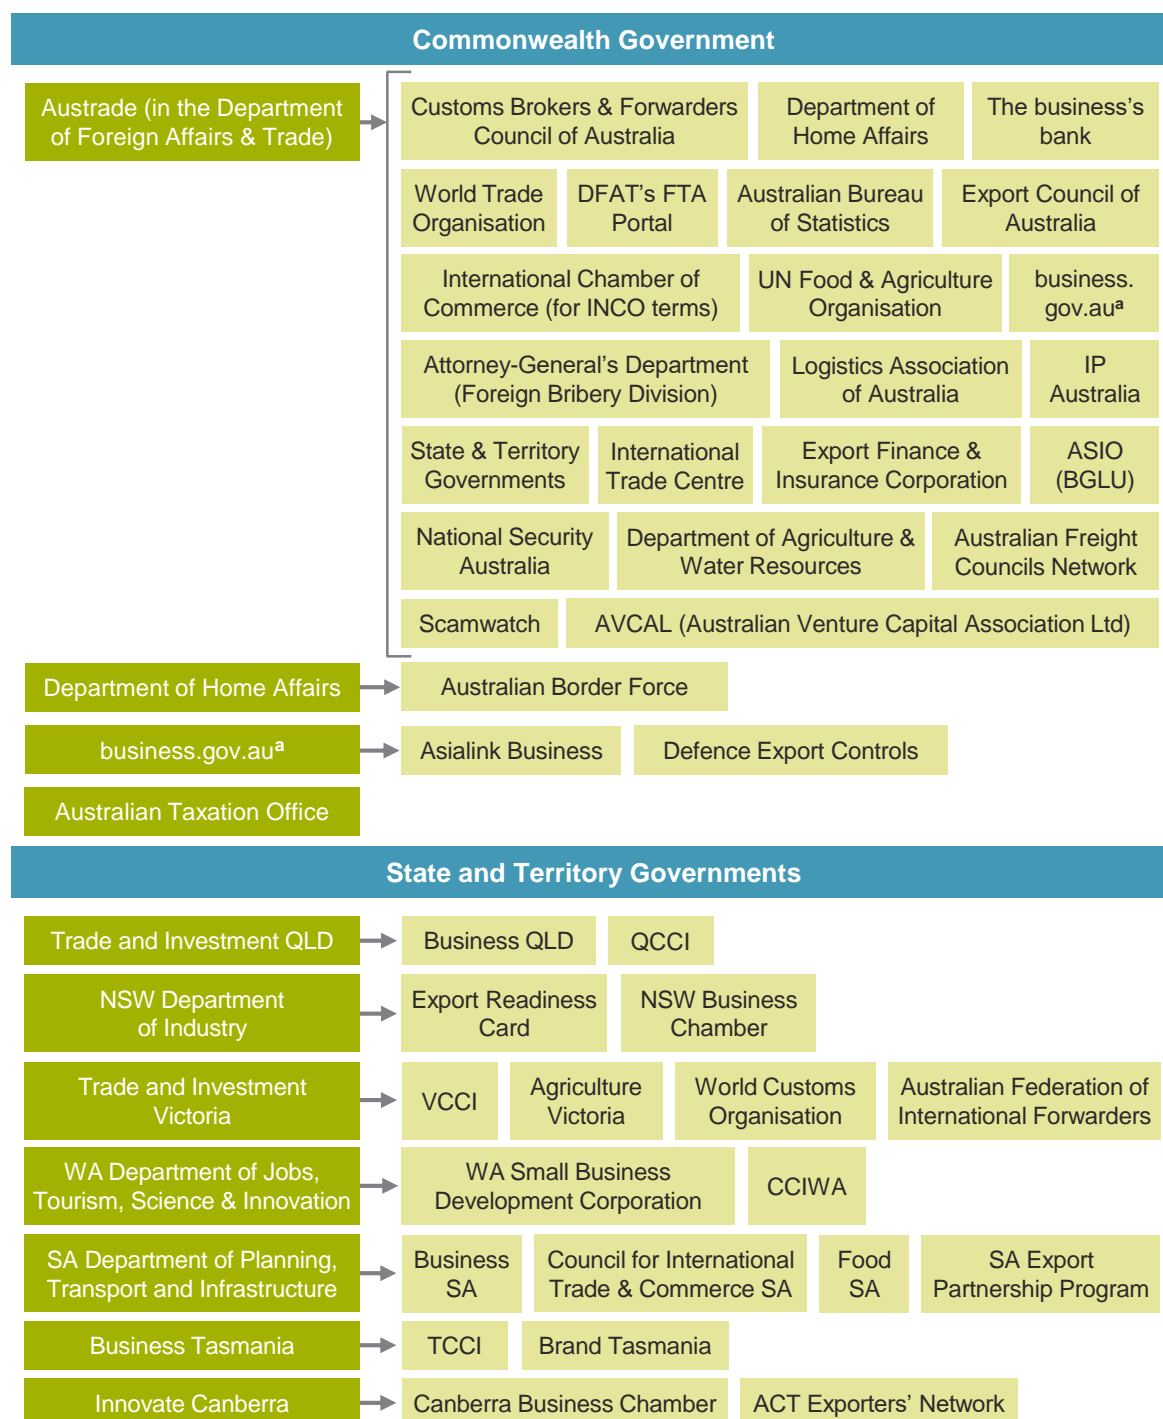 Commonwealth Government
Austrade (in the Department
of Foreign Affairs & Trade)
Customs Brokers & Forwarders
Council of Australia
Department of
Home Affairs
The business's
bank
World Trade
Organisation
DFAT's FTA
Portal
Australian Bureau
of Statistics
Export Council of
Australia
International Chamber of
Commerce (for INCO terms)
UN Food & Agriculture
Organisation
business.
gov.auª
Attorney-General's Department
(Foreign Bribery Division)
Logistics Association
of Australia
IP
Australia
State & Territory
Governments
International
Trade Centre
Export Finance &
Insurance Corporation
ASIO
(BGLU)
National Security
Australia
Department of Agriculture &
Water Resources
Australian Freight
Councils Network
Scamwatch
AVCAL (Australian Venture Capital Association Ltd)
Department of Home Affairs
Australian Border Force
business.gov.auª
Asialink Business
Defence Export Controls
Australian Taxation Office
State and Territory Governments
Trade and Investment QLD
Business QLD
QCCI
NSW Department
of Industry
Export Readiness
Card
NSW Business
Chamber
Trade and Investment
Victoria
VCCI
Agriculture
Victoria
World Customs
Organisation
Australian Federation of
International Forwarders
WA Department of Jobs,
Tourism, Science & Innovation
WA Small Business
Development Corporation
CCIWA
SA Department of Planning,
Transport and Infrastructure
Business
SA
Council for International
Trade & Commerce SA
Food
SA
SA Export
Partnership Program
Business Tasmania
TCCI
Brand Tasmania
Innovate Canberra
Canberra Business Chamber
ACT Exporters' Network